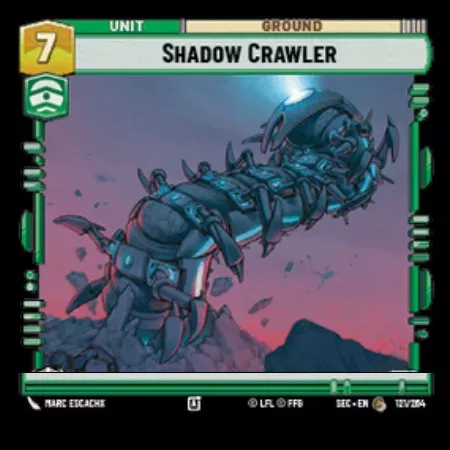 UNIT
GROUND
7
SHADOW CRAWLER
MARC ESCACHX
A
© LFL © FFG
SEC • EN
121/264